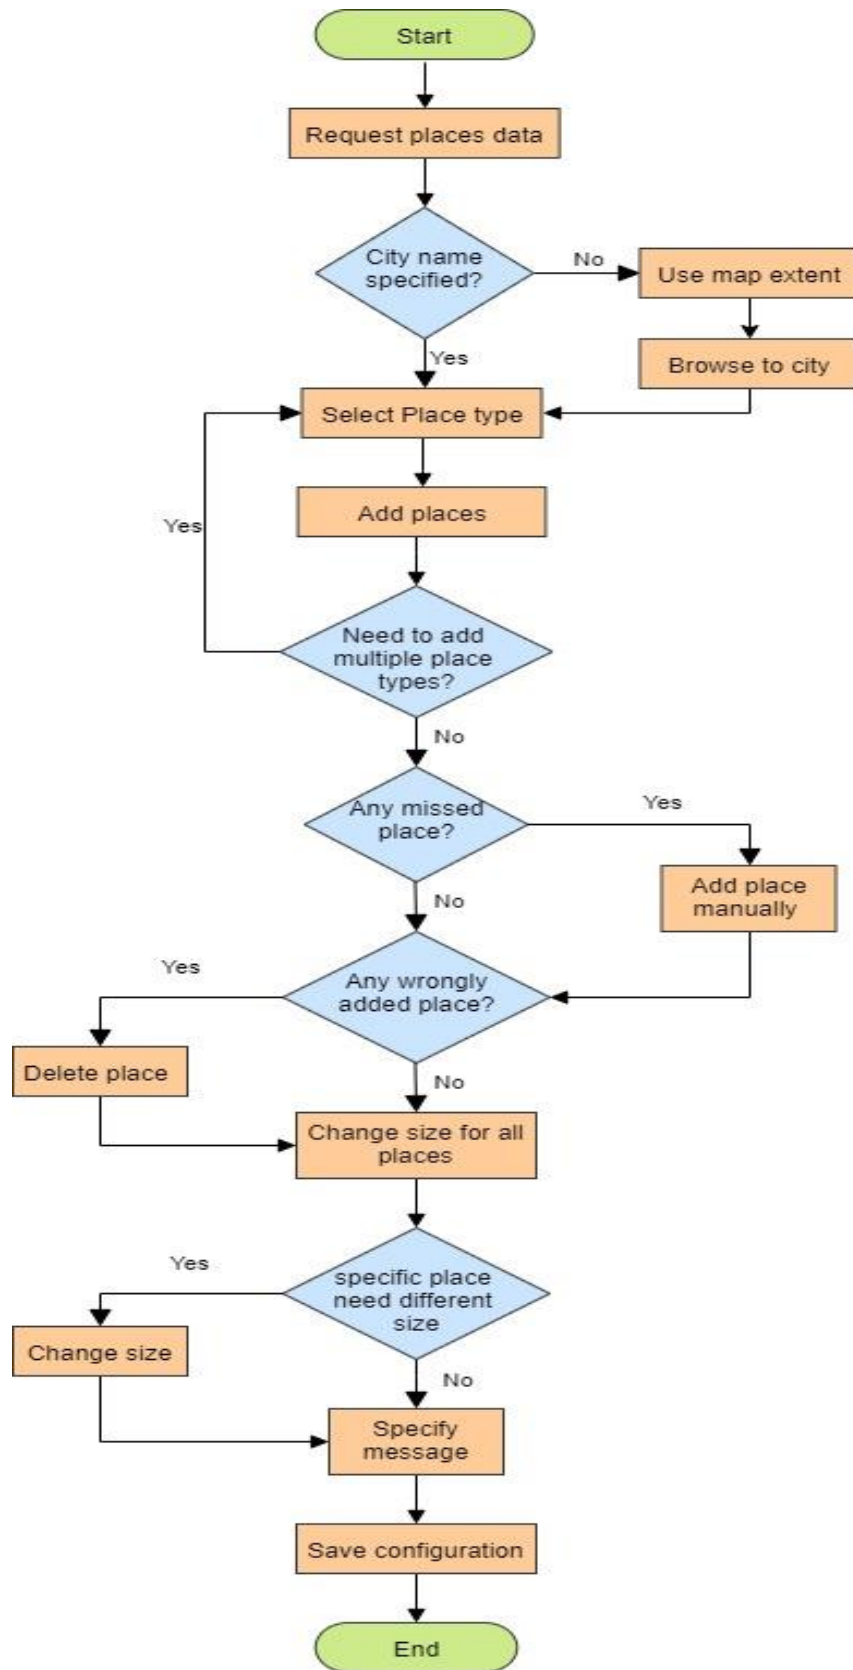 Start
Request places data
City name
specified?
No
Use map extent
Yes
Browse to city
Select Place type
Yes
Add places
Need to add
multiple place
types?
No
Any missed
place?
Yes
Add place
manually
No
Any wrongly
added place?
Yes
Delete place
No
Change size for all
places
specific place
need different
size
Yes
Change size
No
Specify
message
Save configuration
End